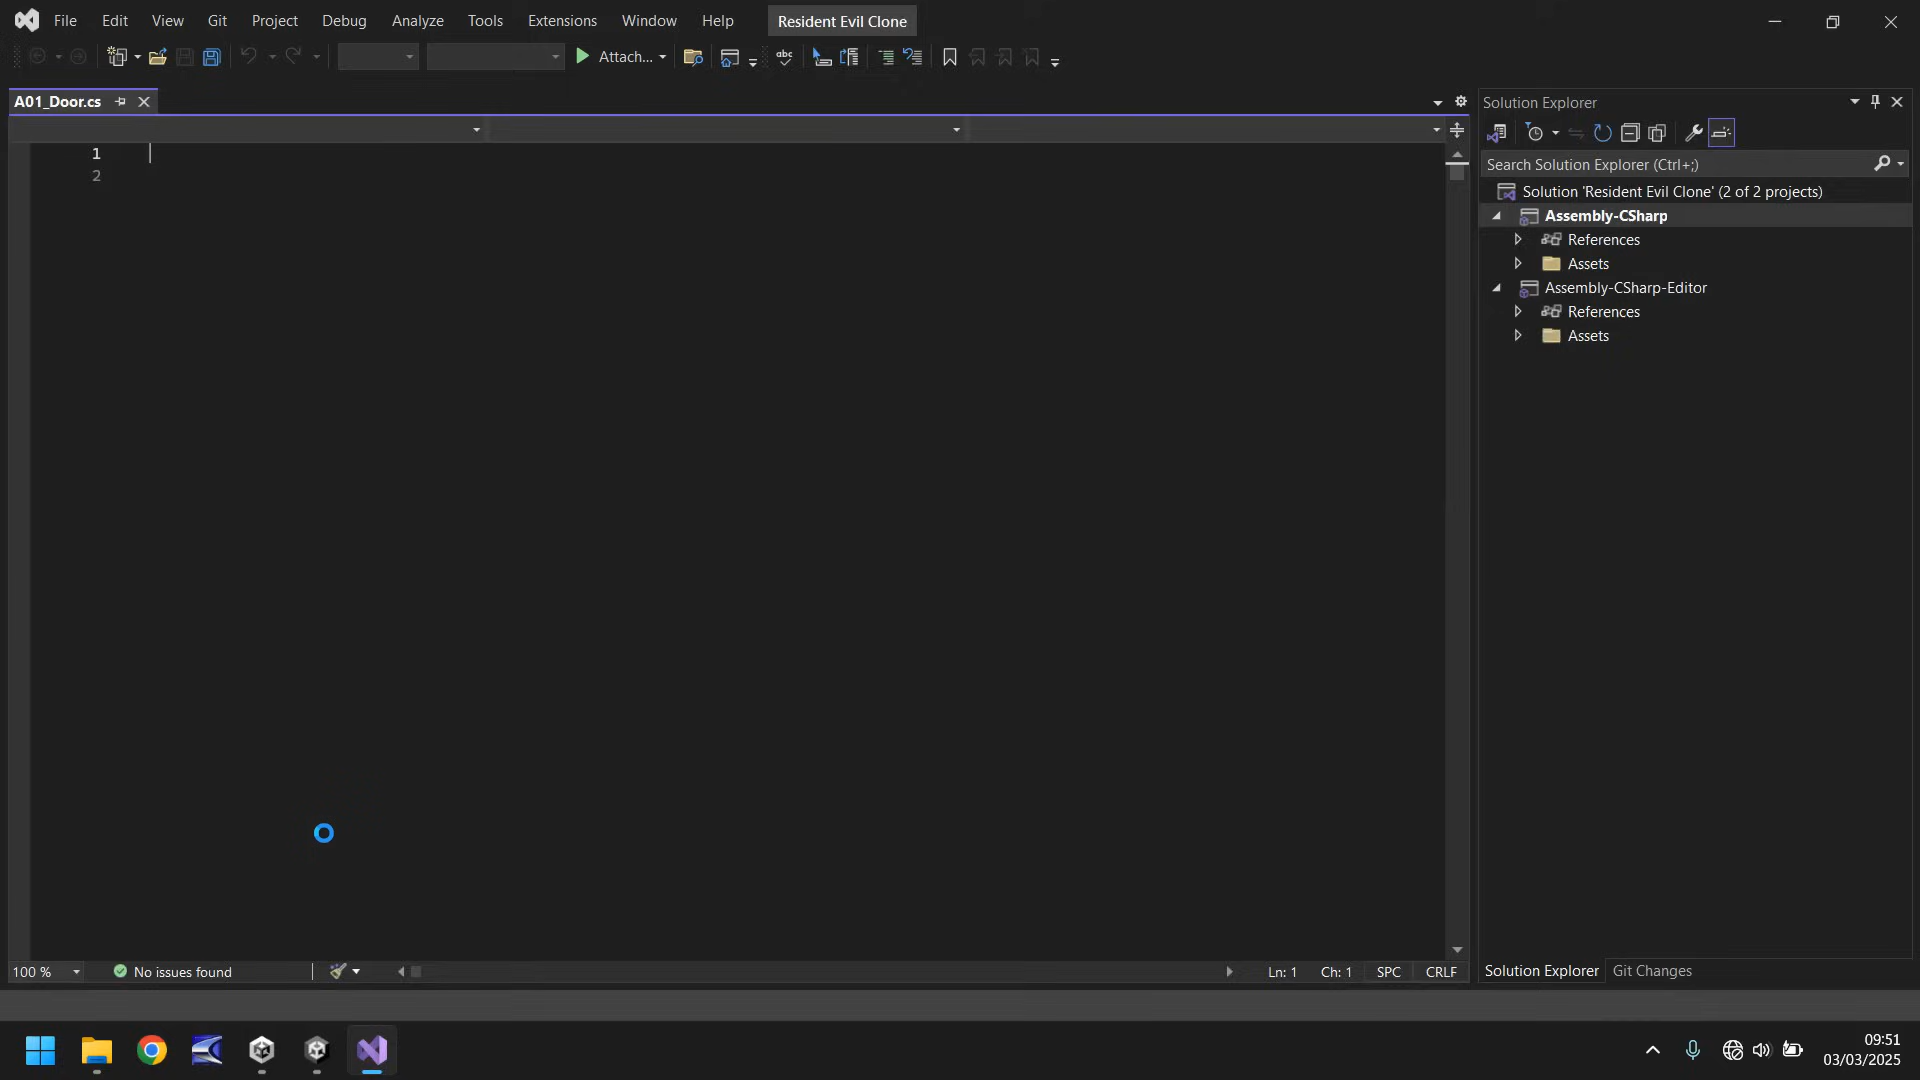 File Edit View Git Project Debug Analyze Tools Extensions Window Help Resident Evil Clone
Attach...
A01_Door.cs
1
2
Solution Explorer
Search Solution Explorer (Ctrl+;)
Solution 'Resident Evil Clone' (2 of 2 projects)
Assembly-CSharp
References
Assets
Assembly-CSharp-Editor
References
Assets
100 % No issues found Ln: 1 Ch: 1 SPC CRLF
Solution Explorer Git Changes
09:51
03/03/2025